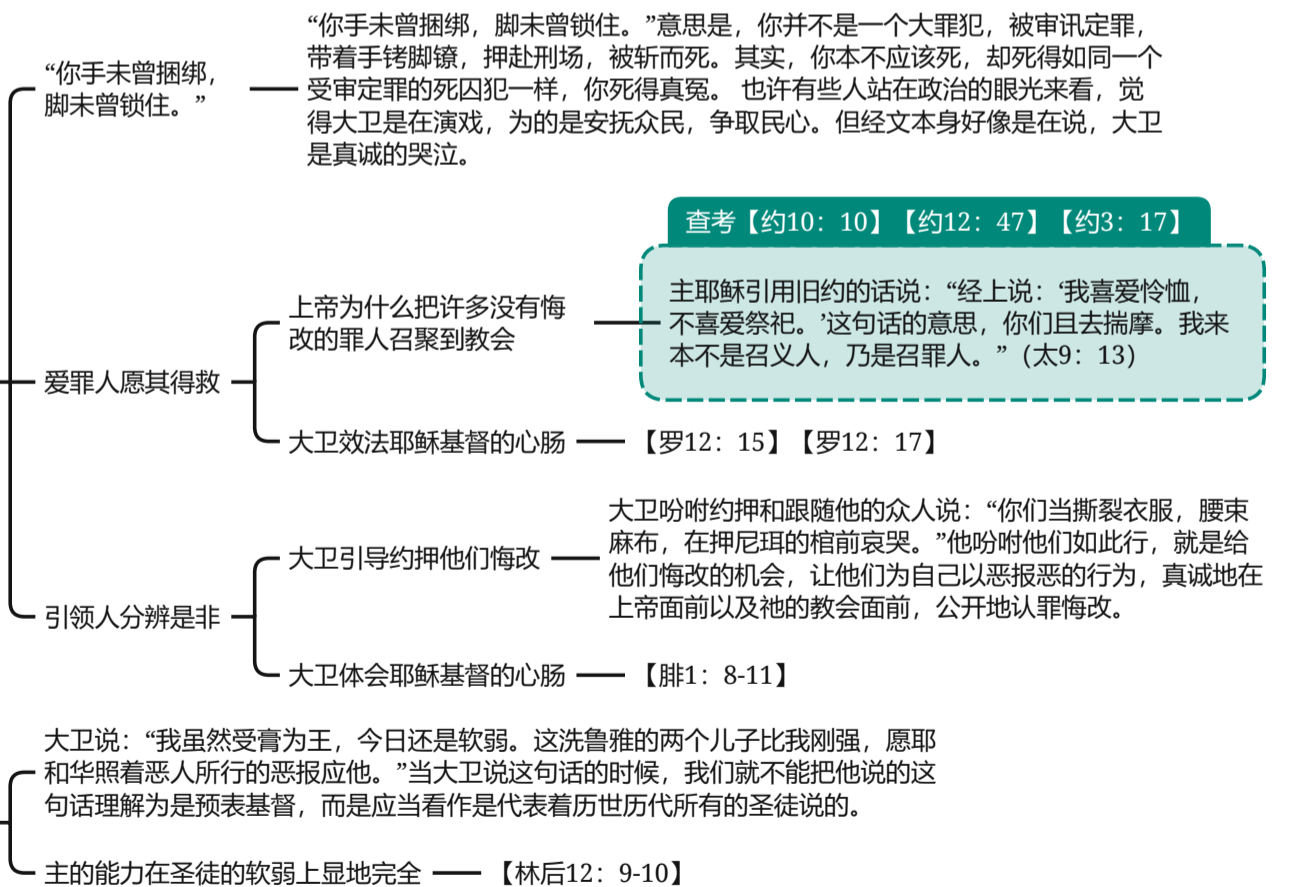 “你手未曾捆绑，
脚未曾锁住。”
“你手未曾捆绑，脚未曾锁住。”意思是，你并不是一个大罪犯，被审讯定罪，
带着手铐脚镣，押赴刑场，被斩而死。其实，你本不应该死，却死得如同一个
受审定罪的死囚犯一样，你死得真冤。 也许有些人站在政治的眼光来看，觉
得大卫是在演戏，为的是安抚众民，争取民心。但经文本身好像是在说，大卫
是真诚的哭泣。
爱罪人愿其得救
上帝为什么把许多没有悔
改的罪人召聚到教会
查考【约10：10】【约12：47】【约3：17】
主耶稣引用旧约的话说：“经上说：‘我喜爱怜恤，
不喜爱祭祀。’这句话的意思，你们且去揣摩。我来
本不是召义人，乃是召罪人。”（太9：13）
大卫效法耶稣基督的心肠
【罗12：15】【罗12：17】
引领人分辨是非
大卫引导约押他们悔改
大卫吩咐约押和跟随他的众人说：“你们当撕裂衣服，腰束
麻布，在押尼珥的棺前哀哭。”他吩咐他们如此行，就是给
他们悔改的机会，让他们为自己以恶报恶的行为，真诚地在
上帝面前以及祂的教会面前，公开地认罪悔改。
大卫体会耶稣基督的心肠
【腓1：8-11】
大卫说：“我虽然受膏为王，今日还是软弱。这洗鲁雅的两个儿子比我刚强，愿耶
和华照着恶人所行的恶报应他。”当大卫说这句话的时候，我们就不能把他说的这
句话理解为是预表基督，而是应当看作是代表着历世历代所有的圣徒说的。
主的能力在圣徒的软弱上显地完全
【林后12：9-10】